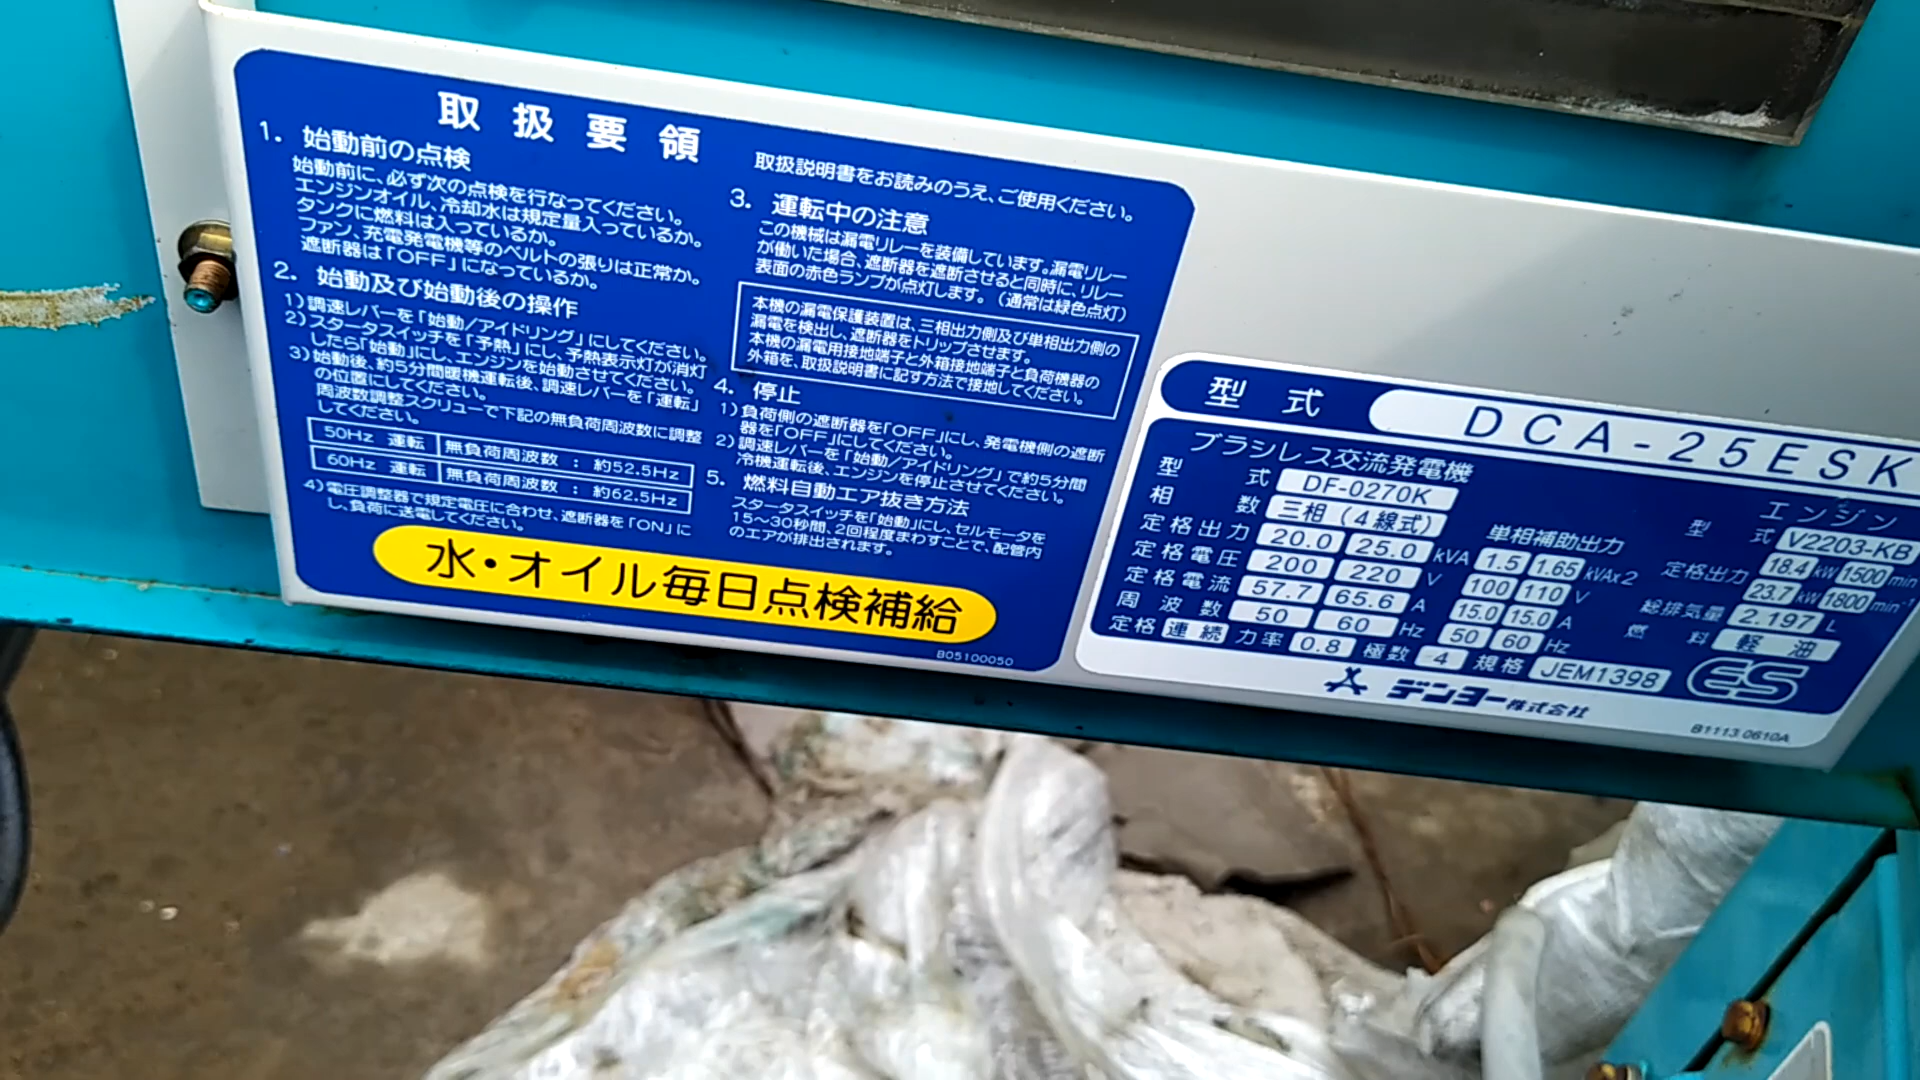 取扱要領
1. 始動前の点検
始動前に、必ず次の点検を行なってください。
エンジンオイル、冷却水は規定量入っているか。
タンクに燃料は入っているか。
ファン、充電発電機等のベルトの張りは正常か。
遮断器は「OFF」になっているか。
2. 始動及び始動後の操作
1)調速レバーを「始動/アイドリング」にしてください。
2)スタータスイッチを「予熱」にし、予熱表示灯が消灯
したら「始動」にし、エンジンを始動させてください。
3)始動後、約5分間暖機運転後、調速レバーを「運転」
の位置にしてください。
周波数調整スクリューで下記の無負荷周波数に調整
してください。
50Hz 運転 無負荷周波数 : 約52.5Hz
60Hz 運転 無負荷周波数 : 約62.5Hz
4)電圧調整器で規定電圧に合わせ、遮断器を「ON」に
し、負荷に送電してください。
取扱説明書をお読みのうえ、ご使用ください。
3. 運転中の注意
この機械は漏電リレーを装備しています。漏電リレー
が働いた場合、遮断器を遮断させると同時に、リレー
表面の赤色ランプが点灯します。(通常は緑色点灯)
本機の漏電保護装置は、三相出力側及び単相出力側の
漏電を検出し、遮断器をトリップさせます。
本機の漏電用接地端子と外箱接地端子と負荷機器の
外箱を、取扱説明書に記す方法で接地してください。
4. 停止
1)負荷側の遮断器を「OFF」にし、発電機側の遮断
器を「OFF」にしてください。
2)調速レバーを「始動/アイドリング」で約5分間
冷機運転後、エンジンを停止させてください。
5. 燃料自動エア抜き方法
スタータスイッチを「始動」にし、セルモータを
15~30秒間、2回程度まわすことで、配管内
のエアが排出されます。
水・オイル毎日点検補給
B05100050
型式 DCA-25ESK
ブラシレス交流発電機
型式 DF-0270K
相数 三相(4線式)
定格出力 20.0 25.0 kVA
定格電圧 200 220 V
定格電流 57.7 65.6 A
周波数 50 60 Hz
定格 連続 力率 0.8 極数 4 規格 JEM1398
単相補助出力
1.5 1.65 kVA×2
100 110 V
15.0 15.0 A
50 60 Hz
エンジン
型式 V2203-KB
定格出力 18.4 kW 1500 min
23.7 kW 1800 min⁻¹
総排気量 2.197 L
燃料 軽油
ES
デンヨー株式会社
B1113 0610A